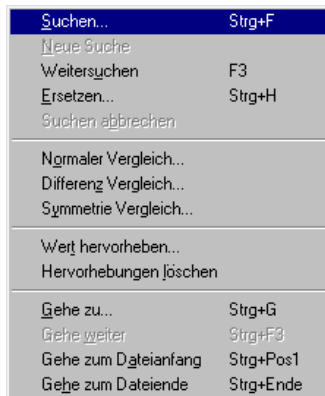 Suchen... Strg+F
Neue Suche
Weitersuchen F3
Ersetzen... Strg+H
Suchen abbrechen
Normaler Vergleich...
Differenz Vergleich...
Symmetrie Vergleich...
Wert hervorheben...
Hervorhebungen löschen
Gehe zu... Strg+G
Gehe weiter Strg+F3
Gehe zum Dateianfang Strg+Pos1
Gehe zum Dateiende Strg+Ende